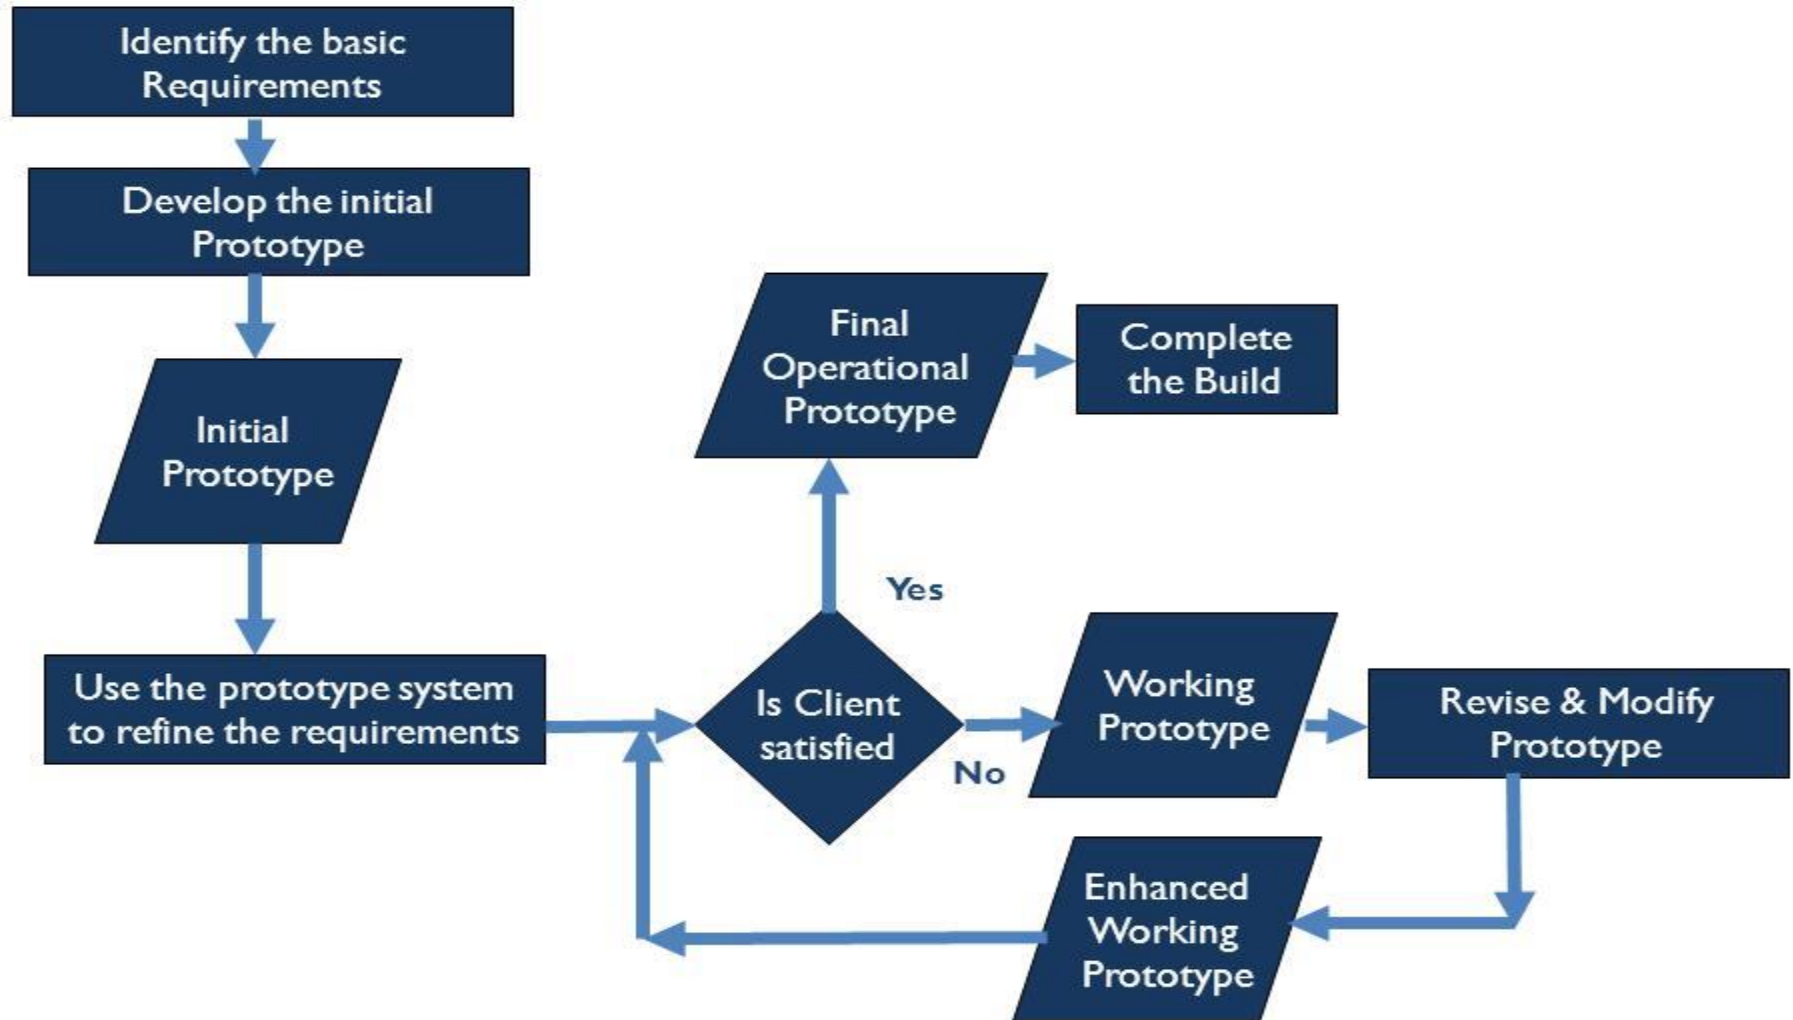 Identify the basic
Requirements
Develop the initial
Prototype
Initial
Prototype
Use the prototype system
to refine the requirements
Is Client
satisfied
Yes
Final
Operational
Prototype
Complete
the Build
No
Working
Prototype
Revise & Modify
Prototype
Enhanced
Working
Prototype